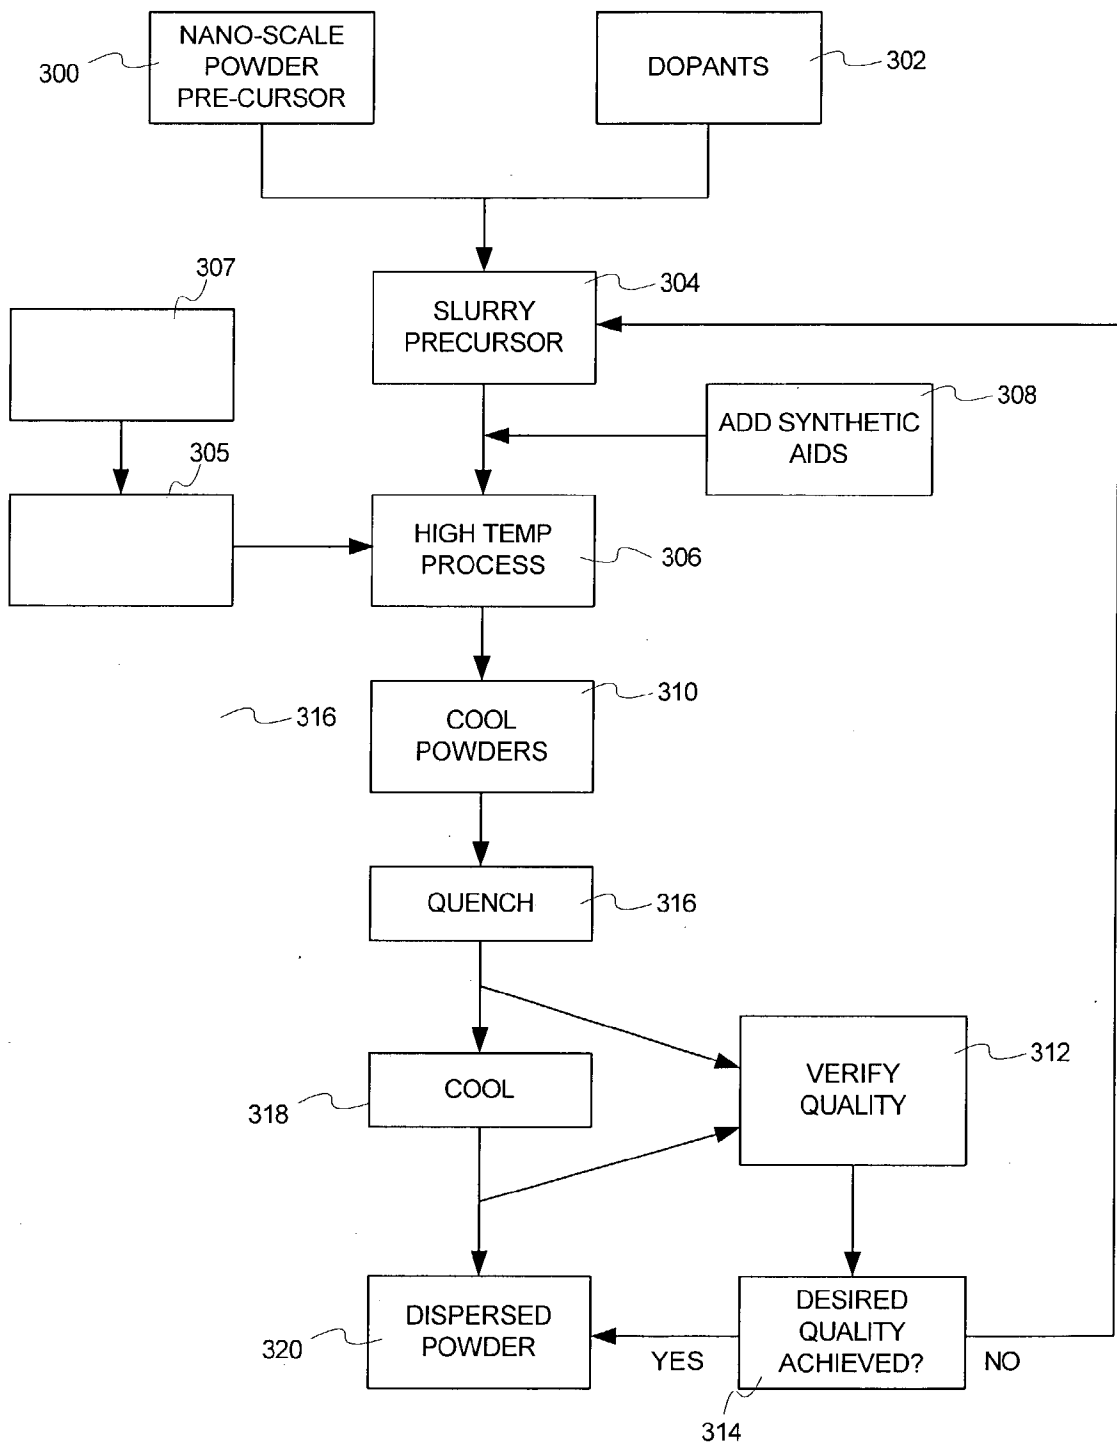 NANO-SCALE
POWDER
PRE-CURSOR
300
DOPANTS
302
307
304
SLURRY
PRECURSOR
308
ADD SYNTHETIC
AIDS
305
HIGH TEMP
PROCESS
306
310
316
COOL
POWDERS
QUENCH
316
312
VERIFY
QUALITY
COOL
318
DISPERSED
POWDER
320
YES
DESIRED
QUALITY
ACHIEVED?
NO
314